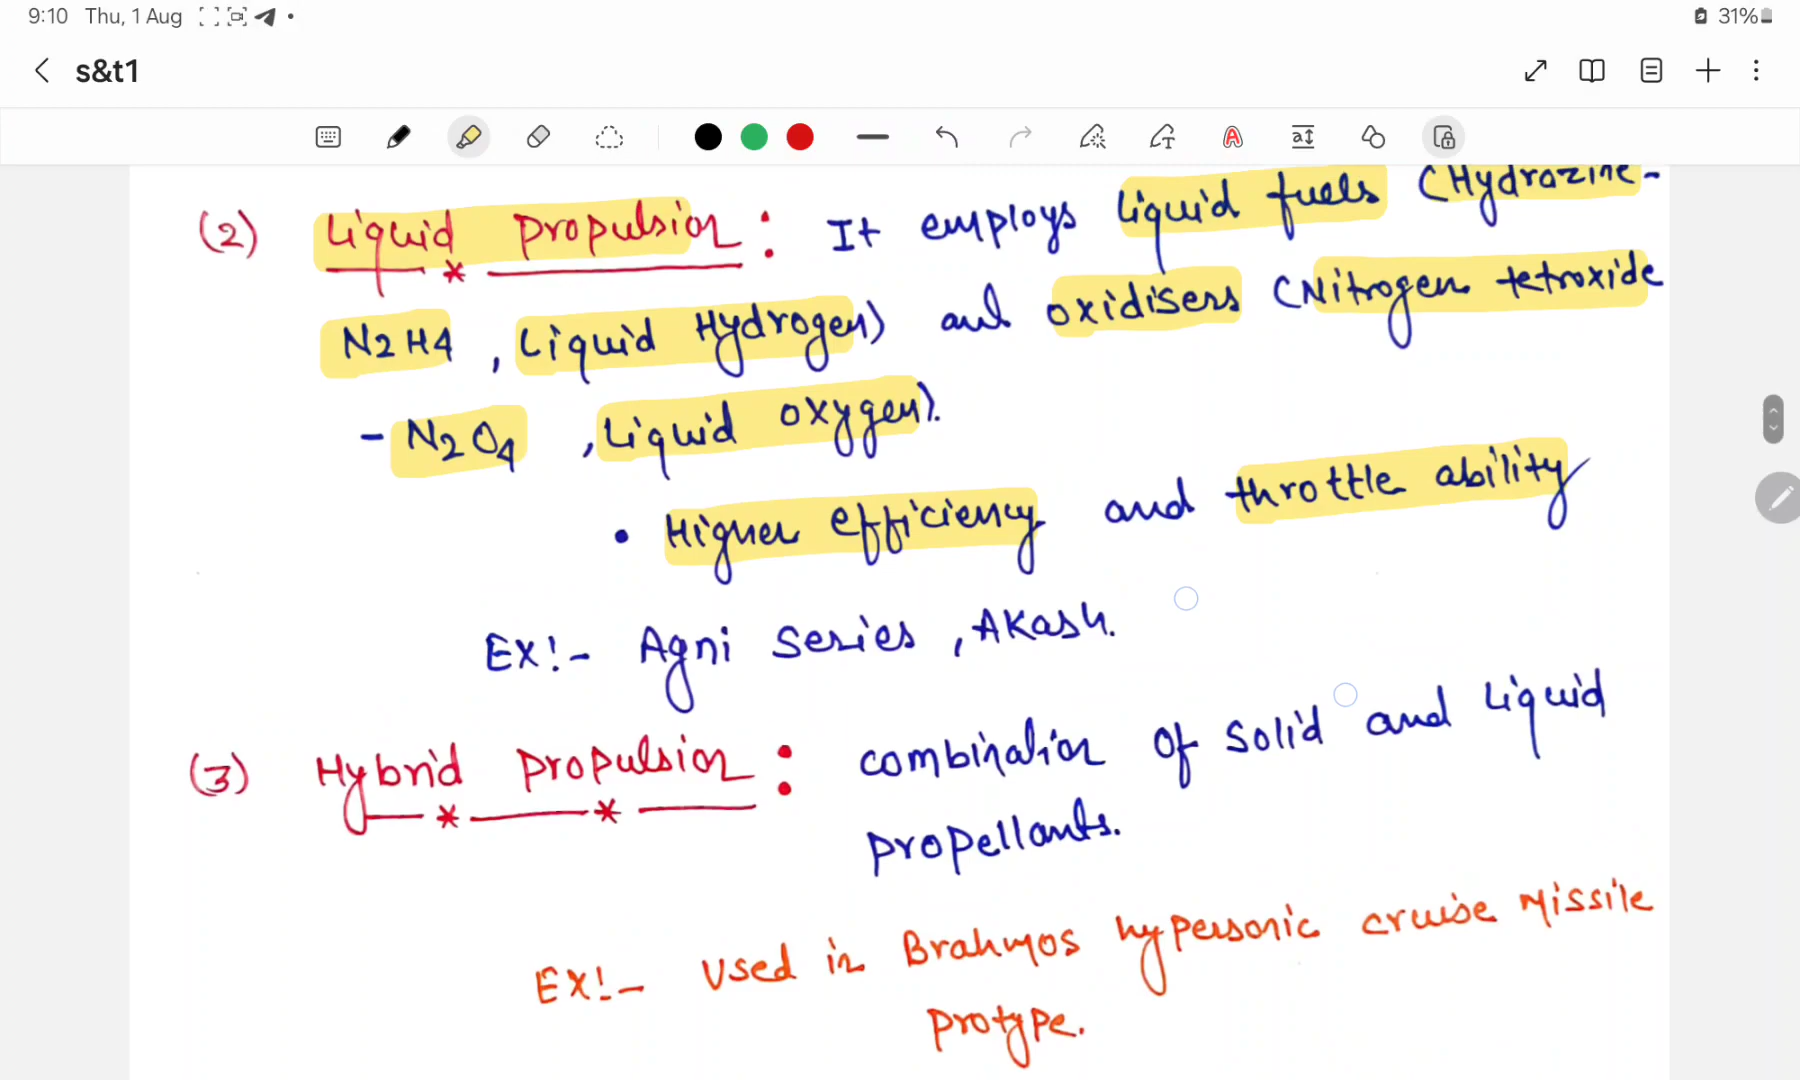 9:10 Thu, 1 Aug 31%
s&t1
(2) Liquid Propulsion : It employs liquid fuels (Hydrazine-
N2H4 , Liquid Hydrogen) and oxidisers (Nitrogen tetroxide
- N2O4 , Liquid oxygen).
• Higher efficiency and throttle ability
EX!- Agni Series , Akash.
(3) Hybrid Propulsion : combination of solid and liquid
propellants.
EX!- Used in Brahmos hypersonic cruise Missile
protype.